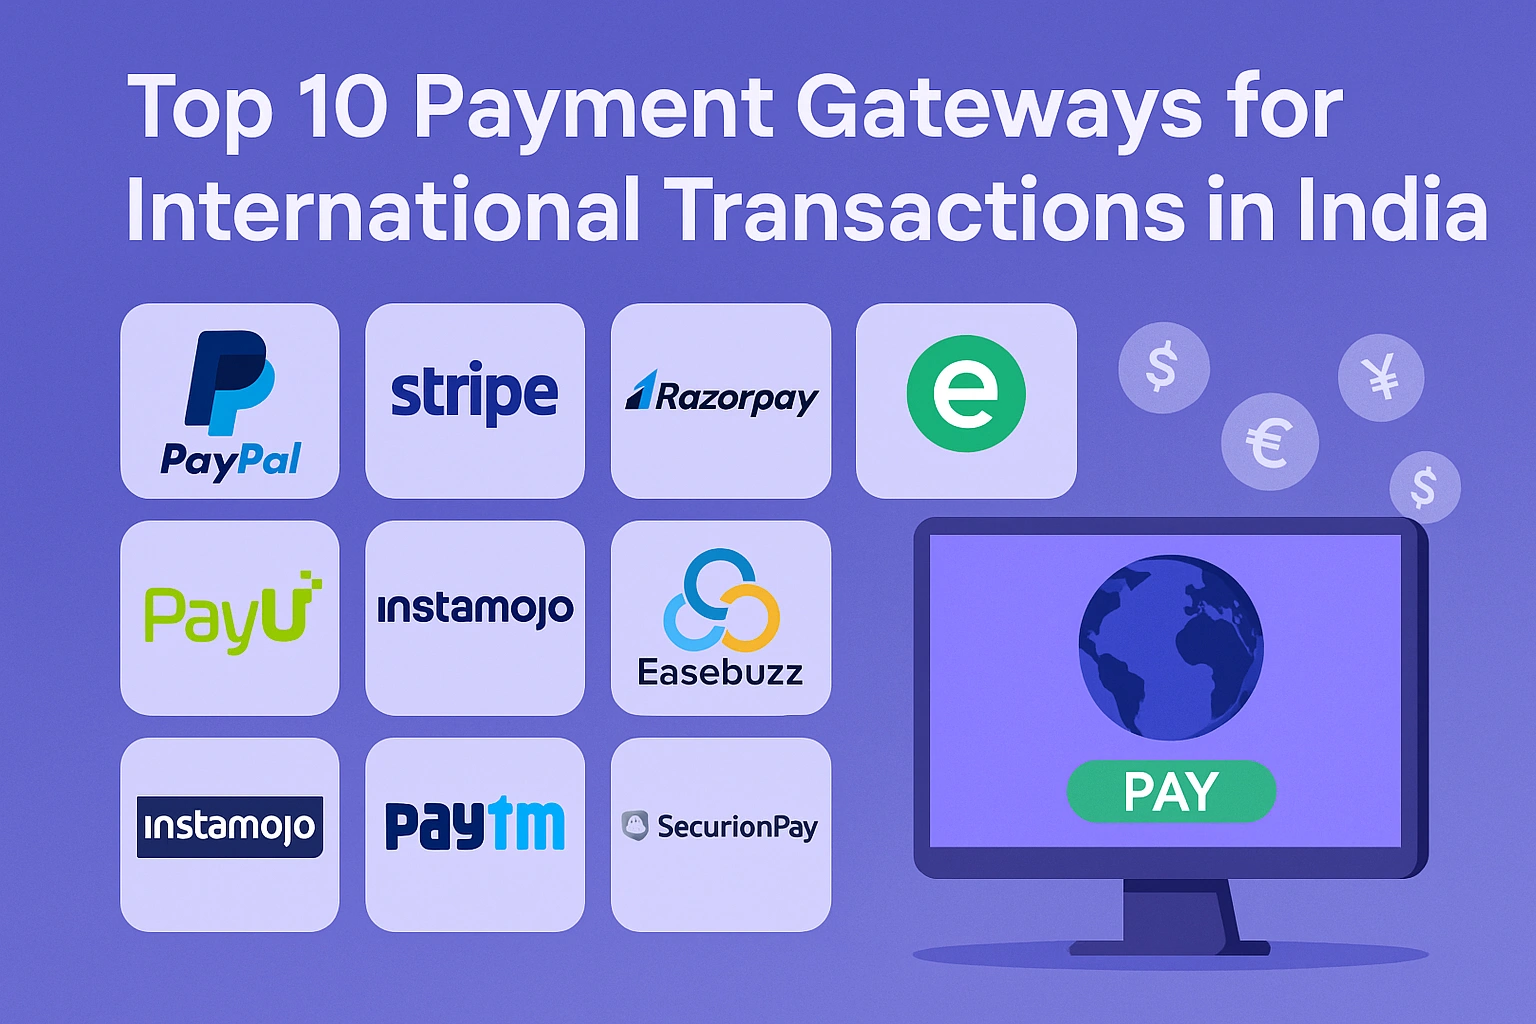 Top 10 Payment Gateways for
International Transactions in India
PayPal
stripe
Razorpay
e
$
¥
€
$
PayU
instamojo
Easebuzz
PAY
instamojo
paytm
SecurionPay